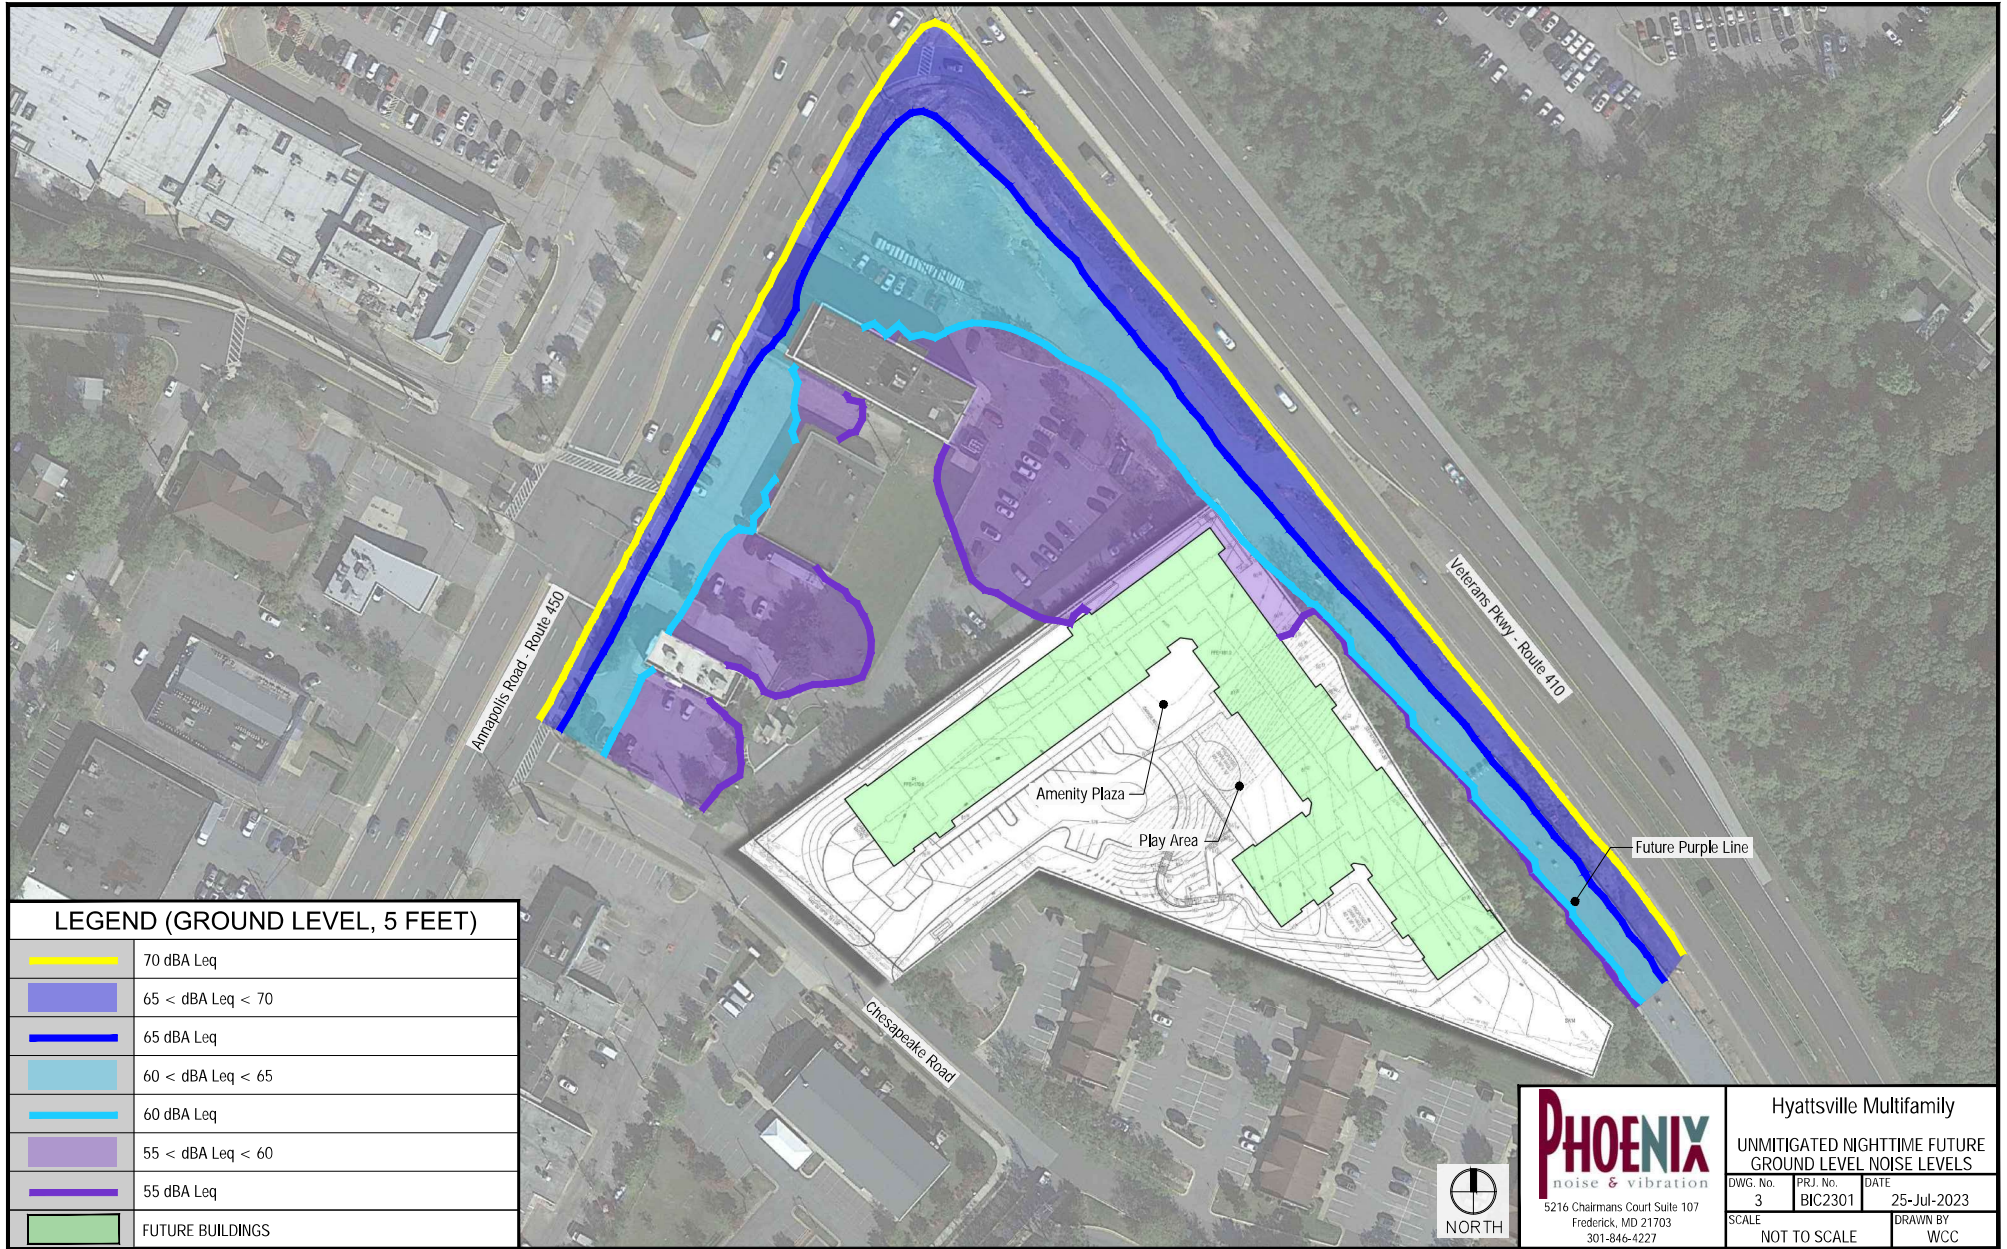 Annapolis Road - Route 450
Veterans Pkwy - Route 410
Amenity Plaza
Play Area
Future Purple Line
Chesapeake Road
LEGEND (GROUND LEVEL, 5 FEET)
70 dBA Leq
65 < dBA Leq < 70
65 dBA Leq
60 < dBA Leq < 65
60 dBA Leq
55 < dBA Leq < 60
55 dBA Leq
FUTURE BUILDINGS
NORTH
PHOENIX
noise & vibration
5216 Chairmans Court Suite 107
Frederick, MD 21703
301-846-4227
Hyattsville Multifamily
UNMITIGATED NIGHTTIME FUTURE
GROUND LEVEL NOISE LEVELS
DWG. No. PRJ. No. DATE
3 BIC2301 25-Jul-2023
SCALE DRAWN BY
NOT TO SCALE WCC